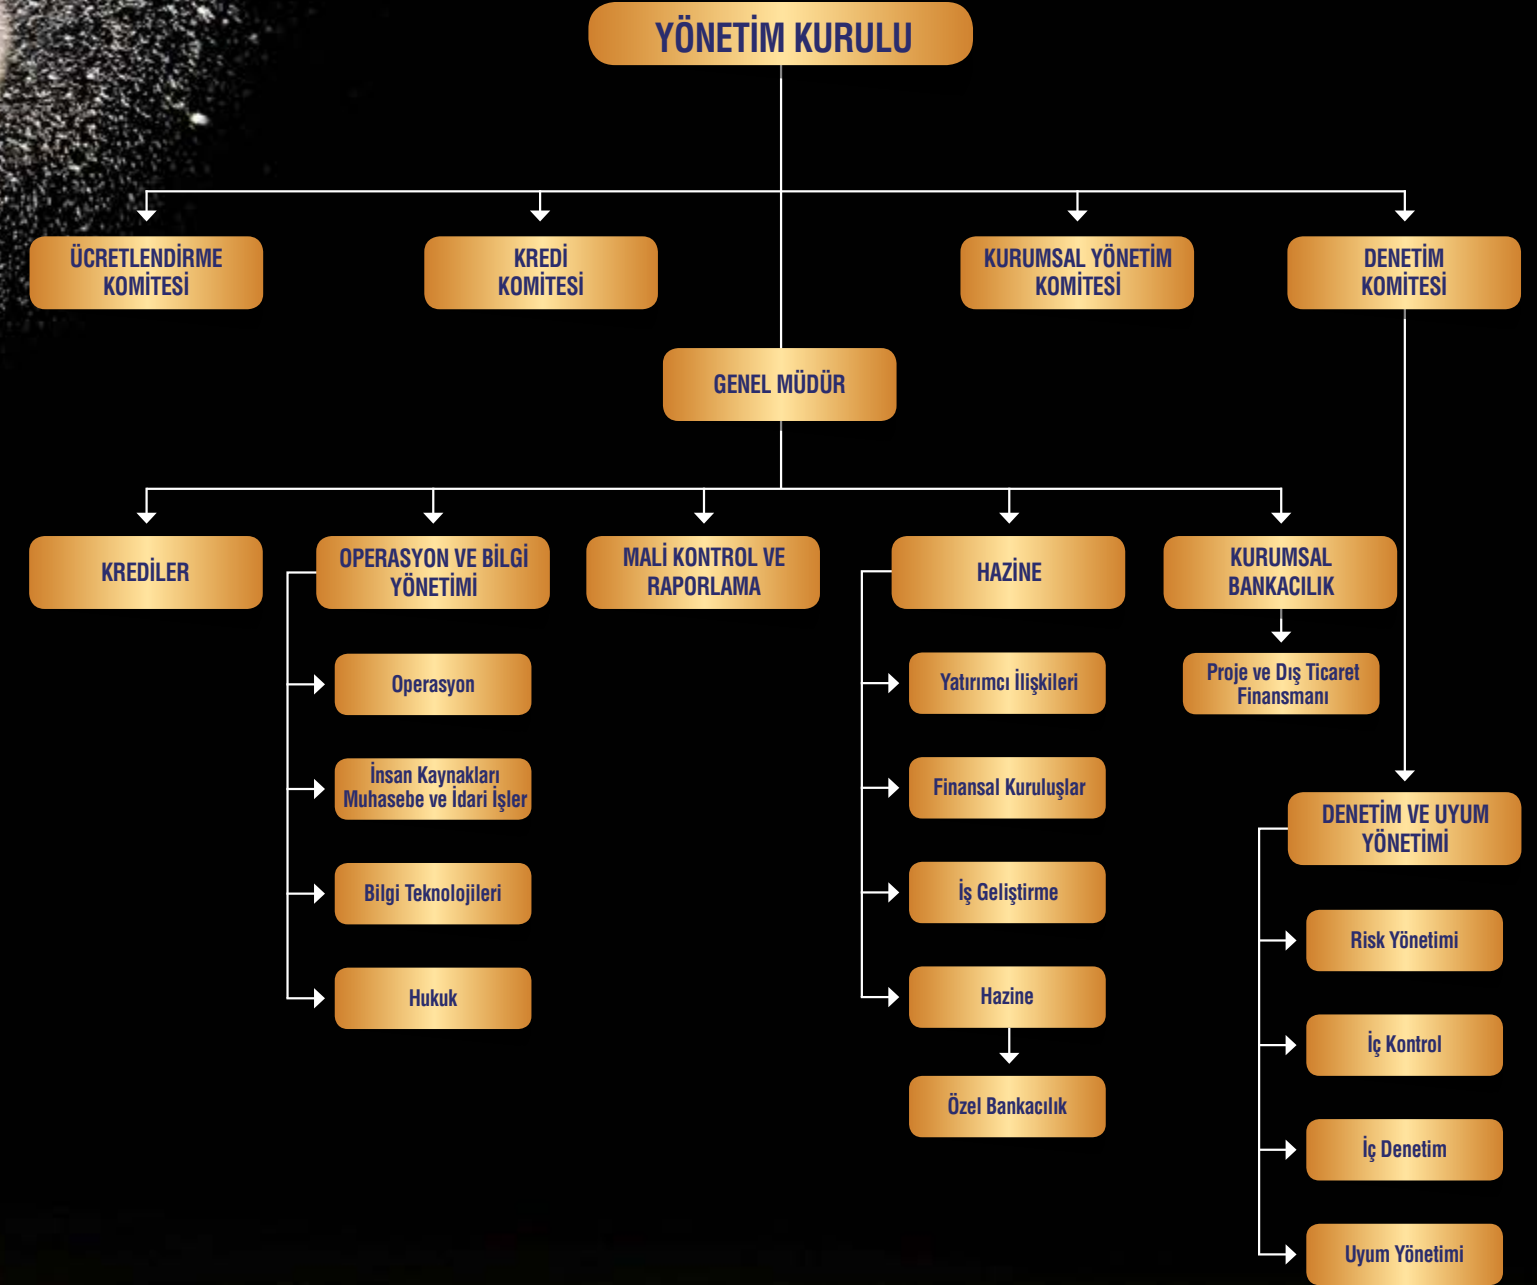 YÖNETİM KURULU
ÜCRETLENDİRME
KOMİTESİ
KREDİ
KOMİTESİ
KURUMSAL YÖNETİM
KOMİTESİ
DENETİM
KOMİTESİ
GENEL MÜDÜR
KREDİLER
OPERASYON VE BİLGİ
YÖNETİMİ
MALİ KONTROL VE
RAPORLAMA
HAZİNE
KURUMSAL
BANKACILIK
Operasyon
İnsan Kaynakları
Muhasebe ve İdari İşler
Bilgi Teknolojileri
Hukuk
Yatırımcı İlişkileri
Finansal Kuruluşlar
İş Geliştirme
Hazine
Özel Bankacılık
Proje ve Dış Ticaret
Finansmanı
DENETİM VE UYUM
YÖNETİMİ
Risk Yönetimi
İç Kontrol
İç Denetim
Uyum Yönetimi